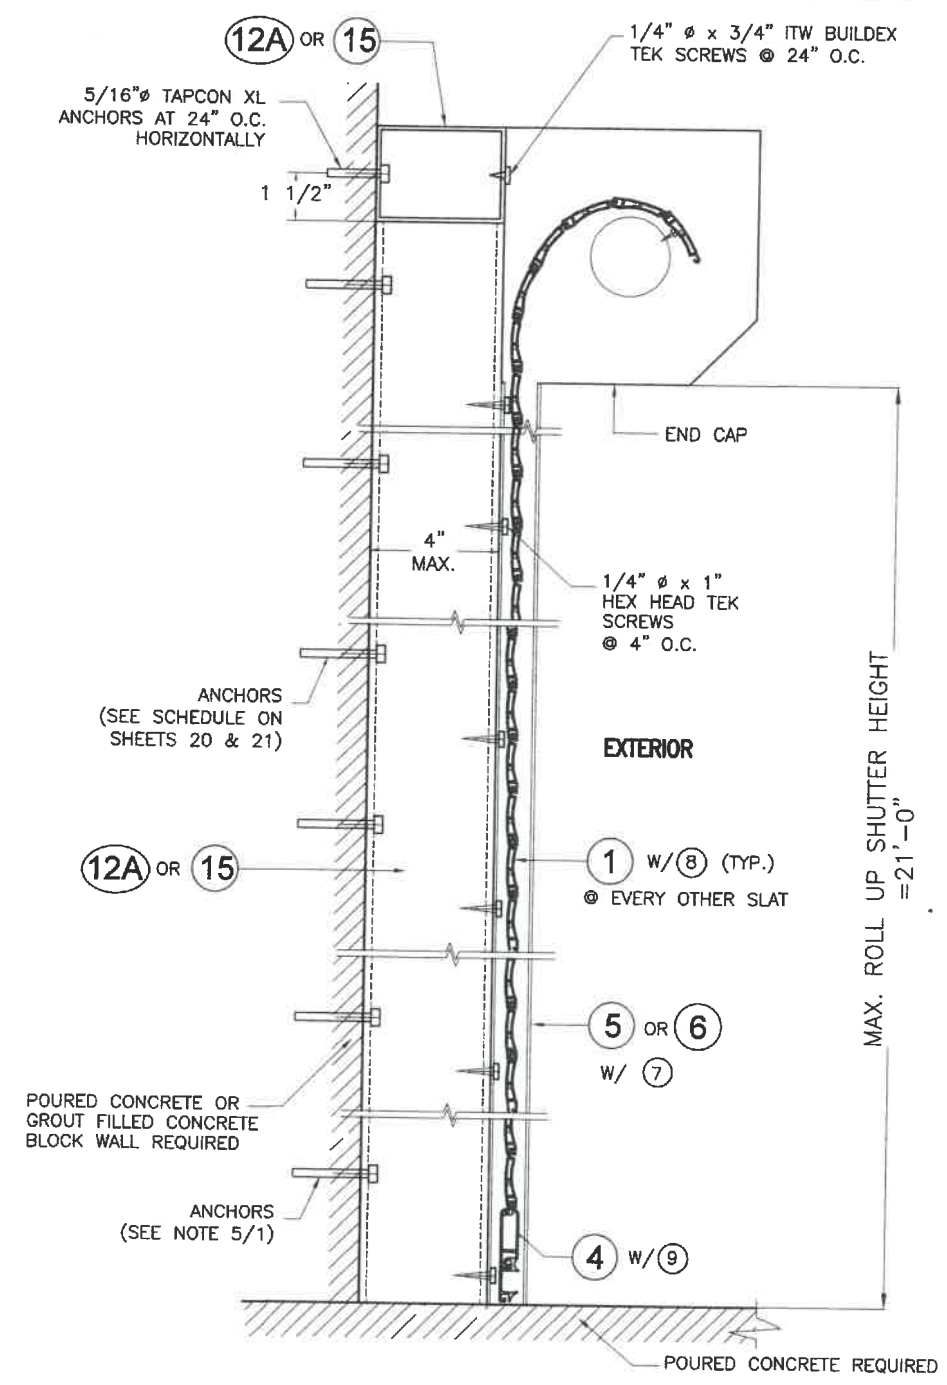 12A OR 15
1/4" ø x 3/4" ITW BUILDEX
TEK SCREWS @ 24" O.C.
5/16"ø TAPCON XL
ANCHORS AT 24" O.C.
HORIZONTALLY
1 1/2"
END CAP
4"
MAX.
1/4" ø x 1"
HEX HEAD TEK
SCREWS
@ 4" O.C.
ANCHORS
(SEE SCHEDULE ON
SHEETS 20 & 21)
EXTERIOR
MAX. ROLL UP SHUTTER HEIGHT
=21'-0"
12A OR 15
1 W/8 (TYP.)
@ EVERY OTHER SLAT
5 OR 6
W/ 7
POURED CONCRETE OR
GROUT FILLED CONCRETE
BLOCK WALL REQUIRED
ANCHORS
(SEE NOTE 5/1)
4 W/9
POURED CONCRETE REQUIRED